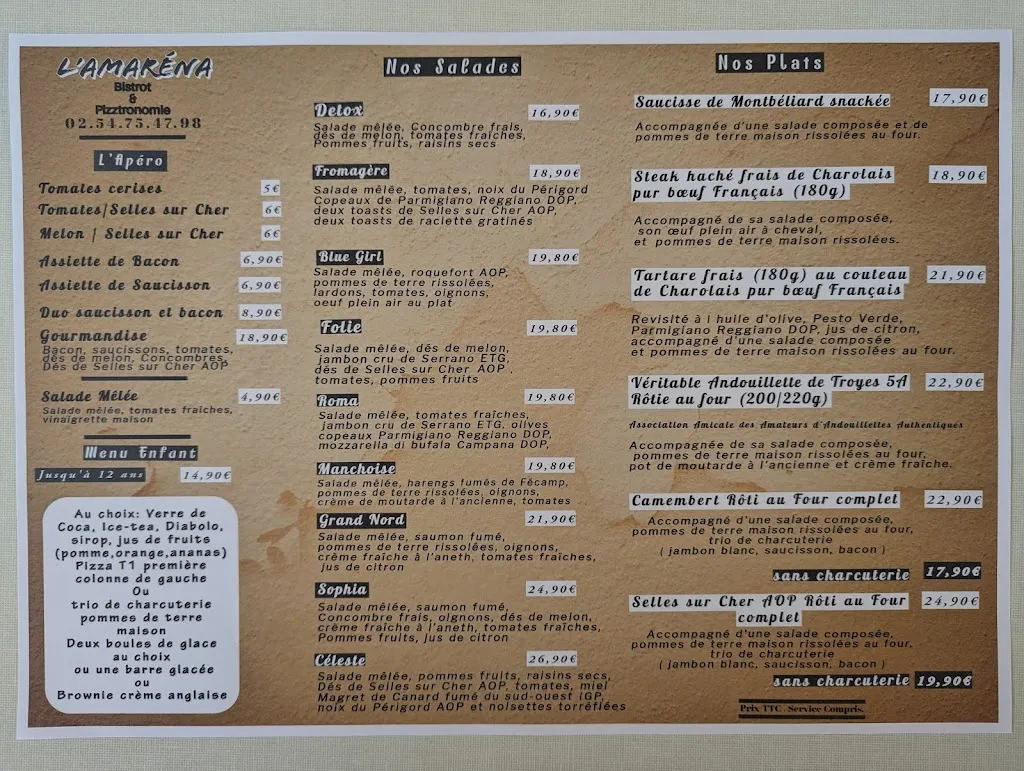 L'AMARÉNA
Bistrot
&
Pizztronomie
02.54.75.47.98
L'Apéro
Tomates cerises 5€
Tomates/Selles sur Cher 6€
Melon | Selles sur Cher 6€
Assiette de Bacon 6,90€
Assiette de Saucisson 6,90€
Duo saucisson et bacon 8,90€
Gourmandise 18,90€
Bacon, saucissons, tomates,
dés de melon, Concombres,
Dés de Selles sur Cher AOP
Salade Mêlée 4,90€
Salade mêlée, tomates fraîches,
vinaigrette maison
Menu Enfant
Jusqu'à 12 ans 14,90€
Au choix: Verre de
Coca, Ice-tea, Diabolo,
sirop, jus de fruits
(pomme,orange,ananas)
Pizza T1 première
colonne de gauche
Ou
trio de charcuterie
pommes de terre
maison
Deux boules de glace
au choix
ou une barre glacée
ou
Brownie crème anglaise
Nos Salades
Detox 16,90€
Salade mêlée, Concombre frais,
dés de melon, tomates fraîches,
Pommes fruits, raisins secs
Fromagère 18,90€
Salade mêlée, tomates, noix du Périgord
Copeaux de Parmigiano Reggiano DOP,
deux toasts de Selles sur Cher AOP,
deux toasts de raclette gratinés
Blue Girl 19,80€
Salade mêlée, roquefort AOP,
pommes de terre rissolées,
lardons, tomates, oignons,
oeuf plein air au plat
Folie 19,80€
Salade mêlée, dés de melon,
jambon cru de Serrano ETG,
dés de Selles sur Cher AOP ,
tomates, pommes fruits
Roma 19,80€
Salade mêlée, tomates fraîches,
jambon cru de Serrano ETG, olives
copeaux Parmigiano Reggiano DOP,
mozzarella di bufala Campana DOP,
Manchoise 19,80€
Salade mêlée, harengs fumés de Fécamp,
pommes de terre rissolées, oignons,
crème de moutarde à l'ancienne, tomates
Grand Nord 21,90€
Salade mêlée, saumon fumé,
pommes de terre rissolées, oignons,
crème fraîche à l'aneth, tomates fraîches,
jus de citron
Sophia 24,90€
Salade mêlée, saumon fumé,
Concombre frais, oignons, dés de melon,
crème fraîche à l'aneth, tomates fraîches,
Pommes fruits, jus de citron
Céleste 26,90€
Salade mêlée, pommes fruits, raisins secs,
Dés de Selles sur Cher AOP, tomates, miel
Magret de Canard fumé du sud-ouest IGP,
noix du Périgord AOP et noisettes torréfiées
Nos Plats
Saucisse de Montbéliard snackée 17,90€
Accompagnée d'une salade composée et de
pommes de terre maison rissolées au four.
Steak haché frais de Charolais 18,90€
pur bœuf Français (180g)
Accompagné de sa salade composée,
son œuf plein air à cheval,
et pommes de terre maison rissolées.
Tartare frais (180g) au couteau 21,90€
de Charolais pur bœuf Français
Revisité à l huile d'olive, Pesto Verde,
Parmigiano Reggiano DOP, jus de citron,
accompagné d'une salade composée
et pommes de terre maison rissolées au four.
Véritable Andouillette de Troyes 5A 22,90€
Rôtie au four (200/220g)
Association Amicale des Amateurs d'Andouillettes Authentiques
Accompagnée de sa salade composée,
pommes de terre maison rissolées au four,
pot de moutarde à l'ancienne et crème fraîche.
Camembert Rôti au Four complet 22,90€
Accompagné d'une salade composée,
pommes de terre maison rissolées au four,
trio de charcuterie
( jambon blanc, saucisson, bacon )
sans charcuterie 17,90€
Selles sur Cher AOP Rôti au Four 24,90€
complet
Accompagné d'une salade composée,
pommes de terre maison rissolées au four,
trio de charcuterie
( jambon blanc, saucisson, bacon )
sans charcuterie 19,90€
Prix TTC . Service Compris.